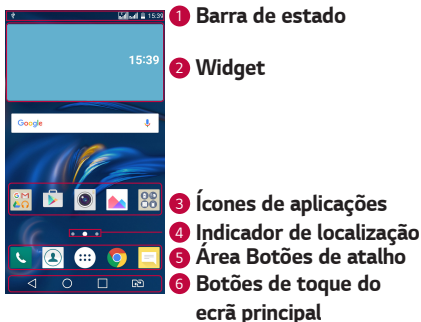 15:39
1 Barra de estado
15:39
2 Widget
Google
3 Ícones de aplicações
4 Indicador de localização
5 Área Botões de atalho
6 Botões de toque do
ecrã principal